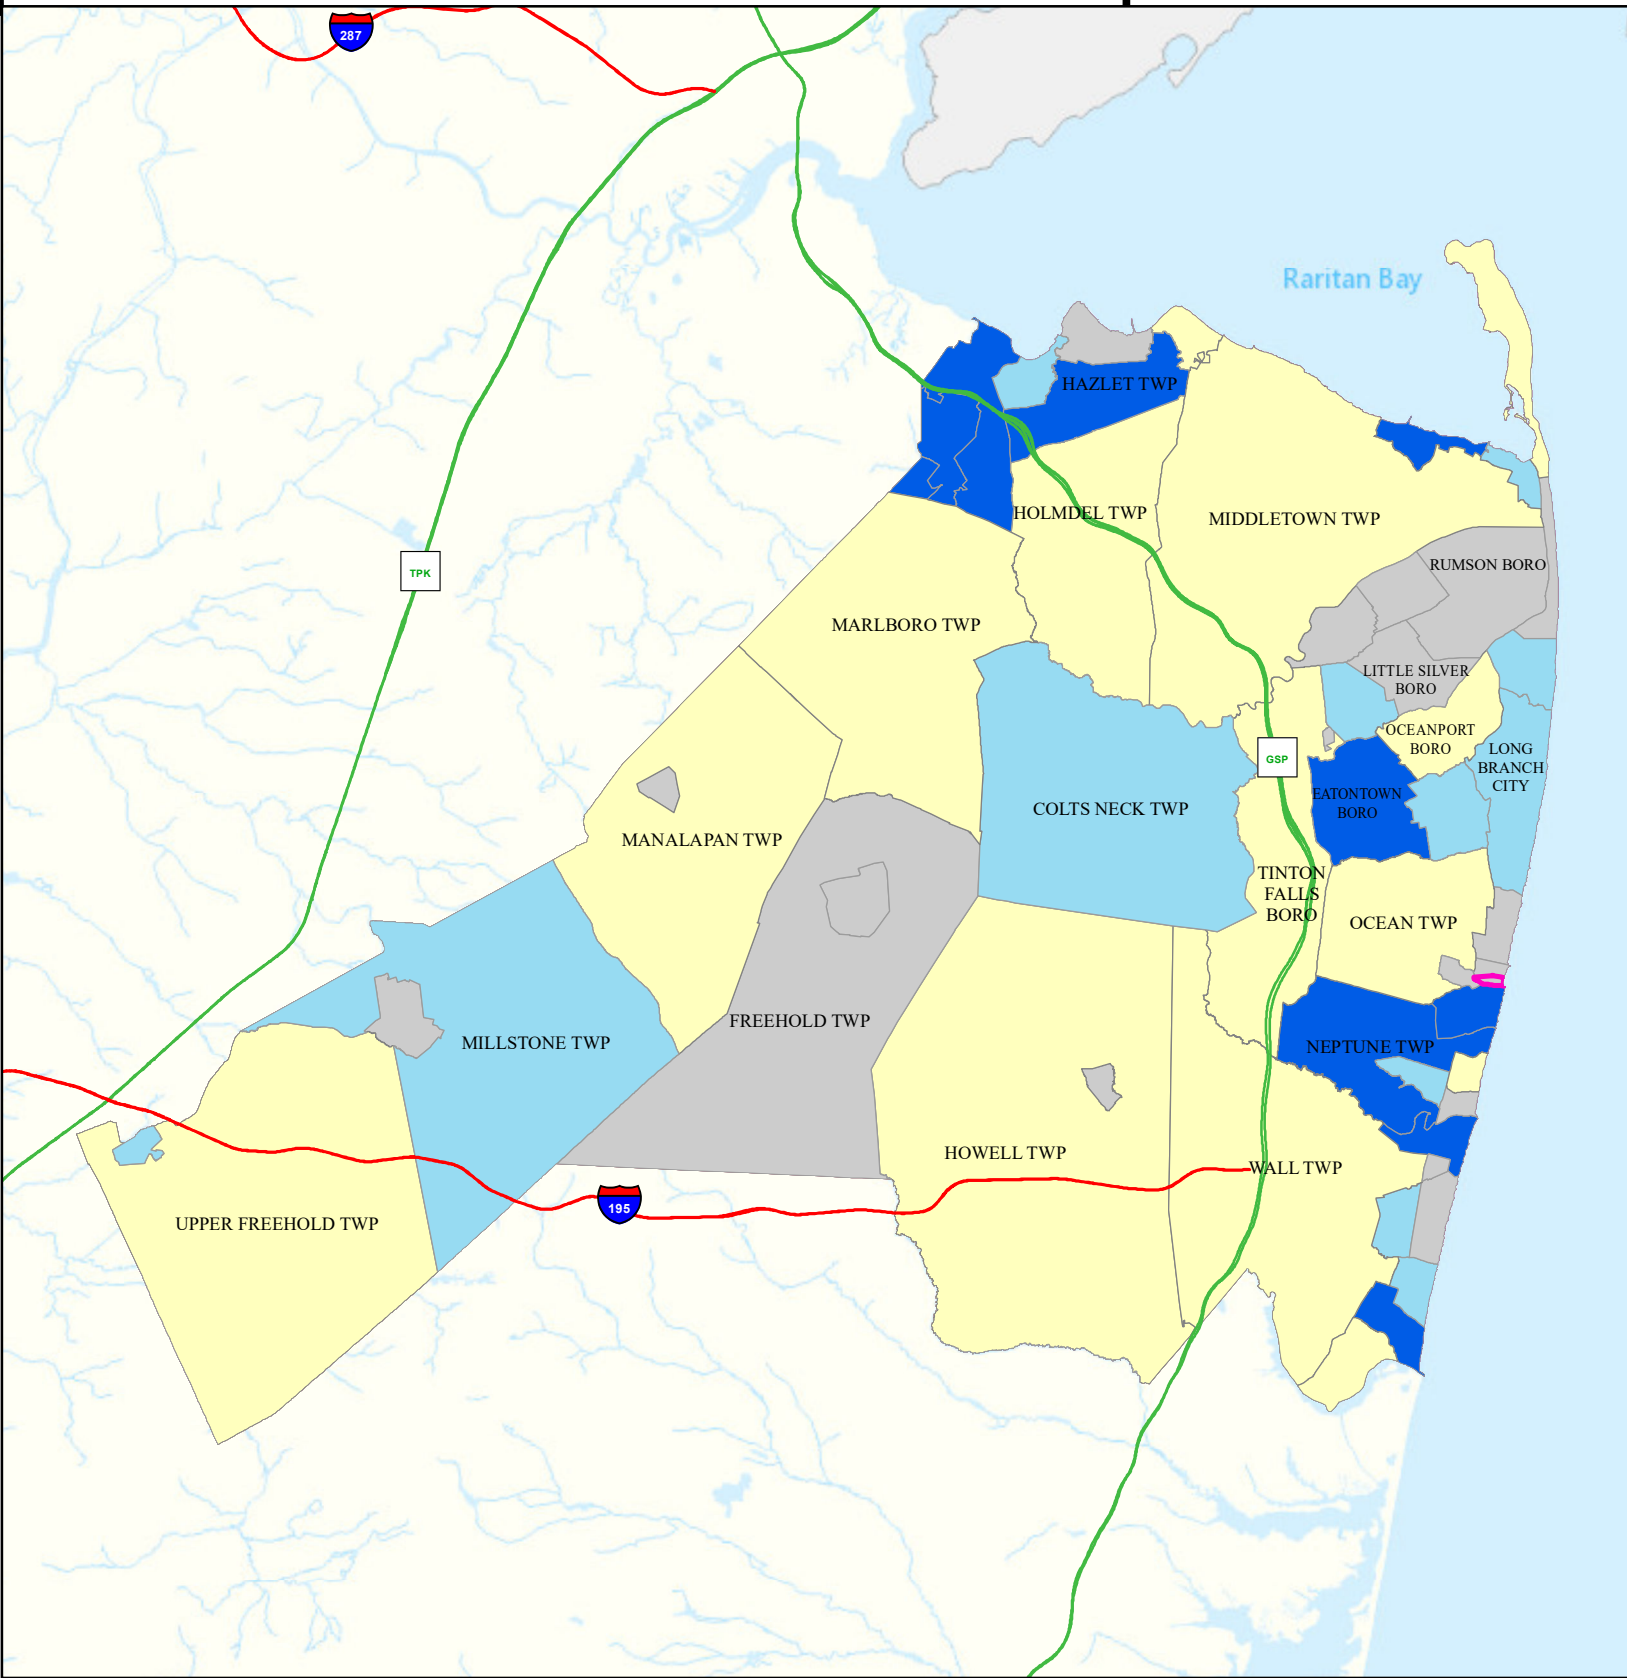 287
Raritan Bay
HAZLET TWP
HOLMDEL TWP
MIDDLETOWN TWP
TPK
RUMSON BORO
MARLBORO TWP
LITTLE SILVER
BORO
OCEANPORT
BORO
LONG
BRANCH
CITY
GSP
EATONTOWN
BORO
COLTS NECK TWP
MANALAPAN TWP
TINTON
FALLS
BORO
OCEAN TWP
FREEHOLD TWP
MILLSTONE TWP
NEPTUNE TWP
HOWELL TWP
WALL TWP
195
UPPER FREEHOLD TWP